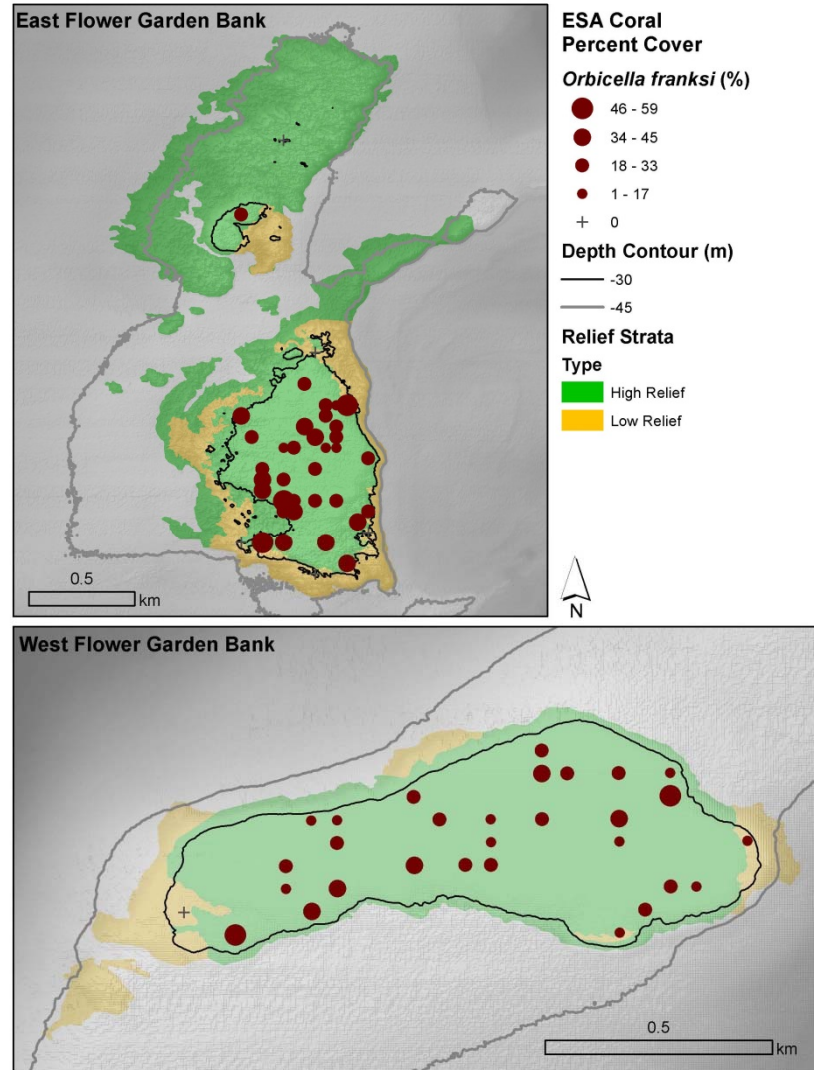 East Flower Garden Bank
0.5
km
ESA Coral
Percent Cover
Orbicella franksi (%)
46 - 59
34 - 45
18 - 33
1 - 17
0
Depth Contour (m)
-30
-45
Relief Strata
Type
High Relief
Low Relief
N
West Flower Garden Bank
0.5
km